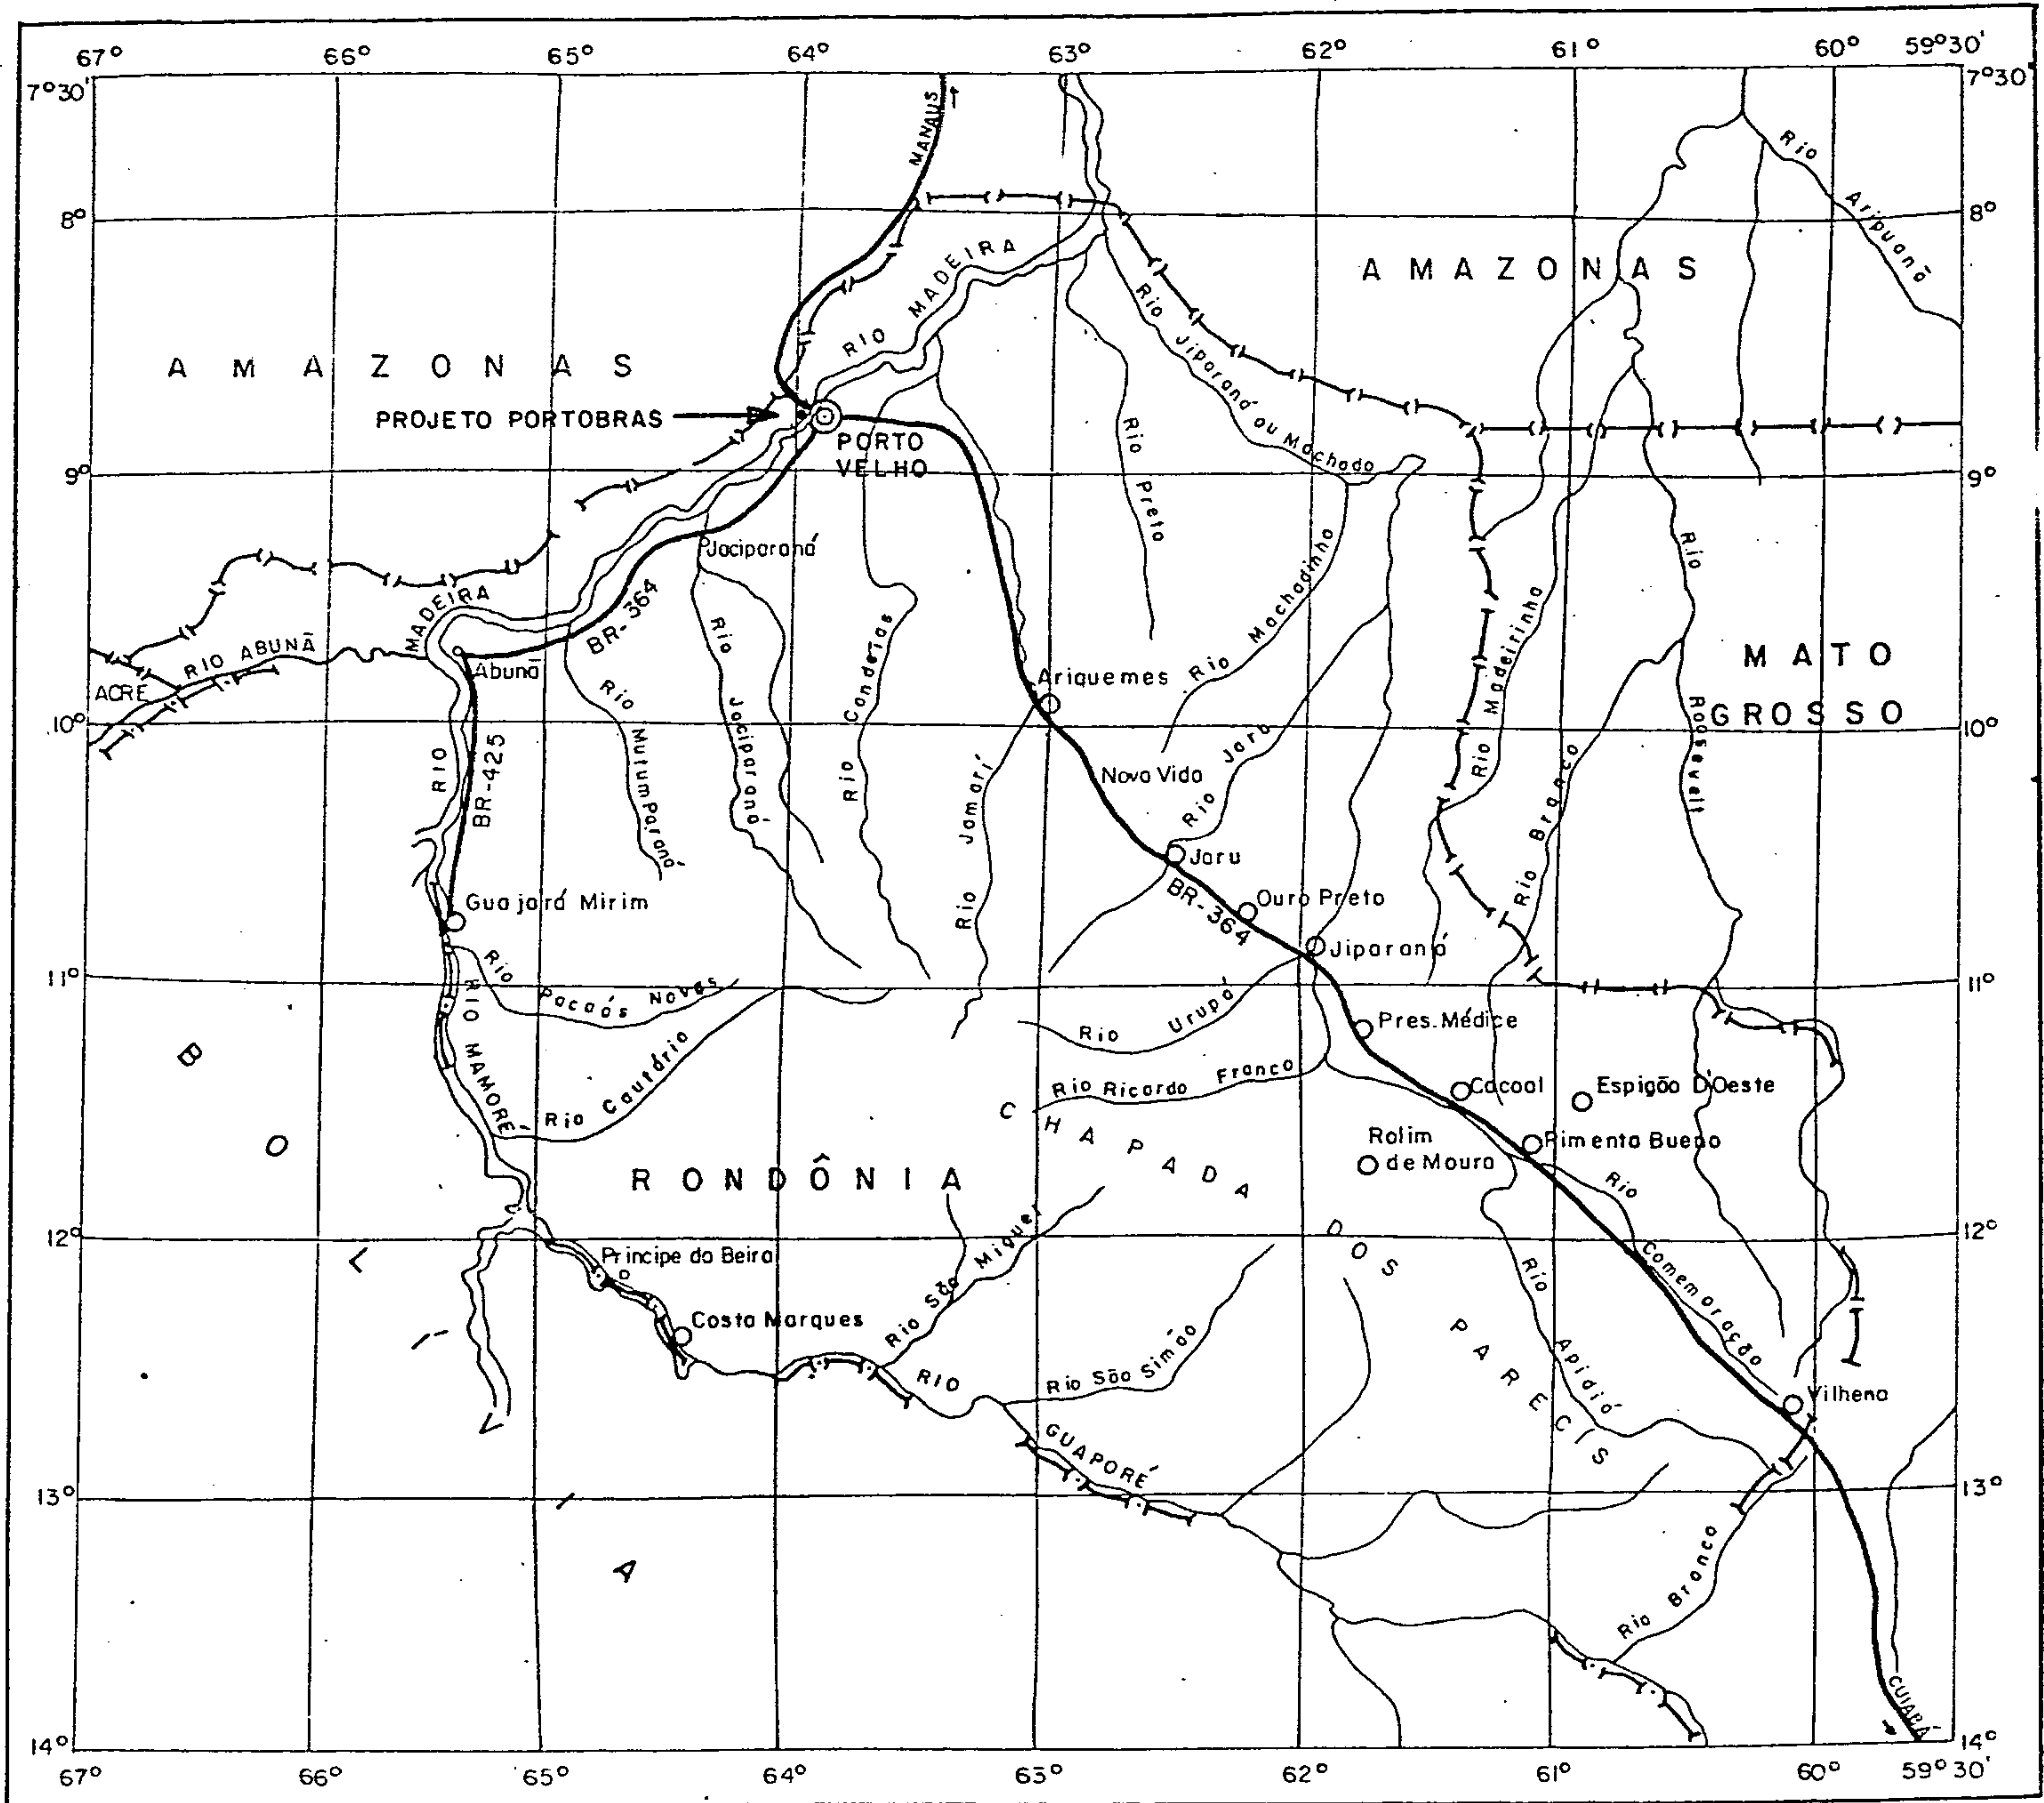 67° 66° 65° 64° 63° 62° 61° 60° 59°30'
7°30' 7°30'
MANAUS
Rio Aripuanã
8° 8°
RIO MADEIRA
AMAZONAS
Rio Jiparaná ou Machado
AMAZONAS
PROJETO PORTOBRAS
PORTO
VELHO
Rio Preto
9° 9°
Jaciparaná
BR-364
MADEIRA
RIO ABUNÃ
ACRE
Abunã
Rio Mutum Paraná
Rio Jaciparaná
Rio Candeias
Rio Machadinho
Rio Madeirinha
Rio Roosevelt
MATO
GROSSO
Ariquemes
10° 10°
RIO
BR-425
Nova Vida
Rio Jamarí
Rio Jaru
Rio Branco
Jaru
BR-364
Ouro Preto
Guajará Mirim
Jiparaná
11° 11°
Rio Pacaás Novas
RIO MAMORÉ
Rio Urupá
Pres. Médice
Rio Cautário
Rio Ricardo Franco
Cacoal
Espigão D'Oeste
CHAPADA DOS PARECIS
Rolim
de Moura
Pimenta Bueno
RONDÔNIA
BOLÍVIA
Rio Comemoração
12° 12°
Príncipe da Beira
Rio São Miguel
Rio Apidiá
Costa Marques
Rio São Simão
RIO GUAPORÉ
Vilhena
13° 13°
Rio Branco
CUIABÁ
14° 14°
67° 66° 65° 64° 63° 62° 61° 60° 59°30'